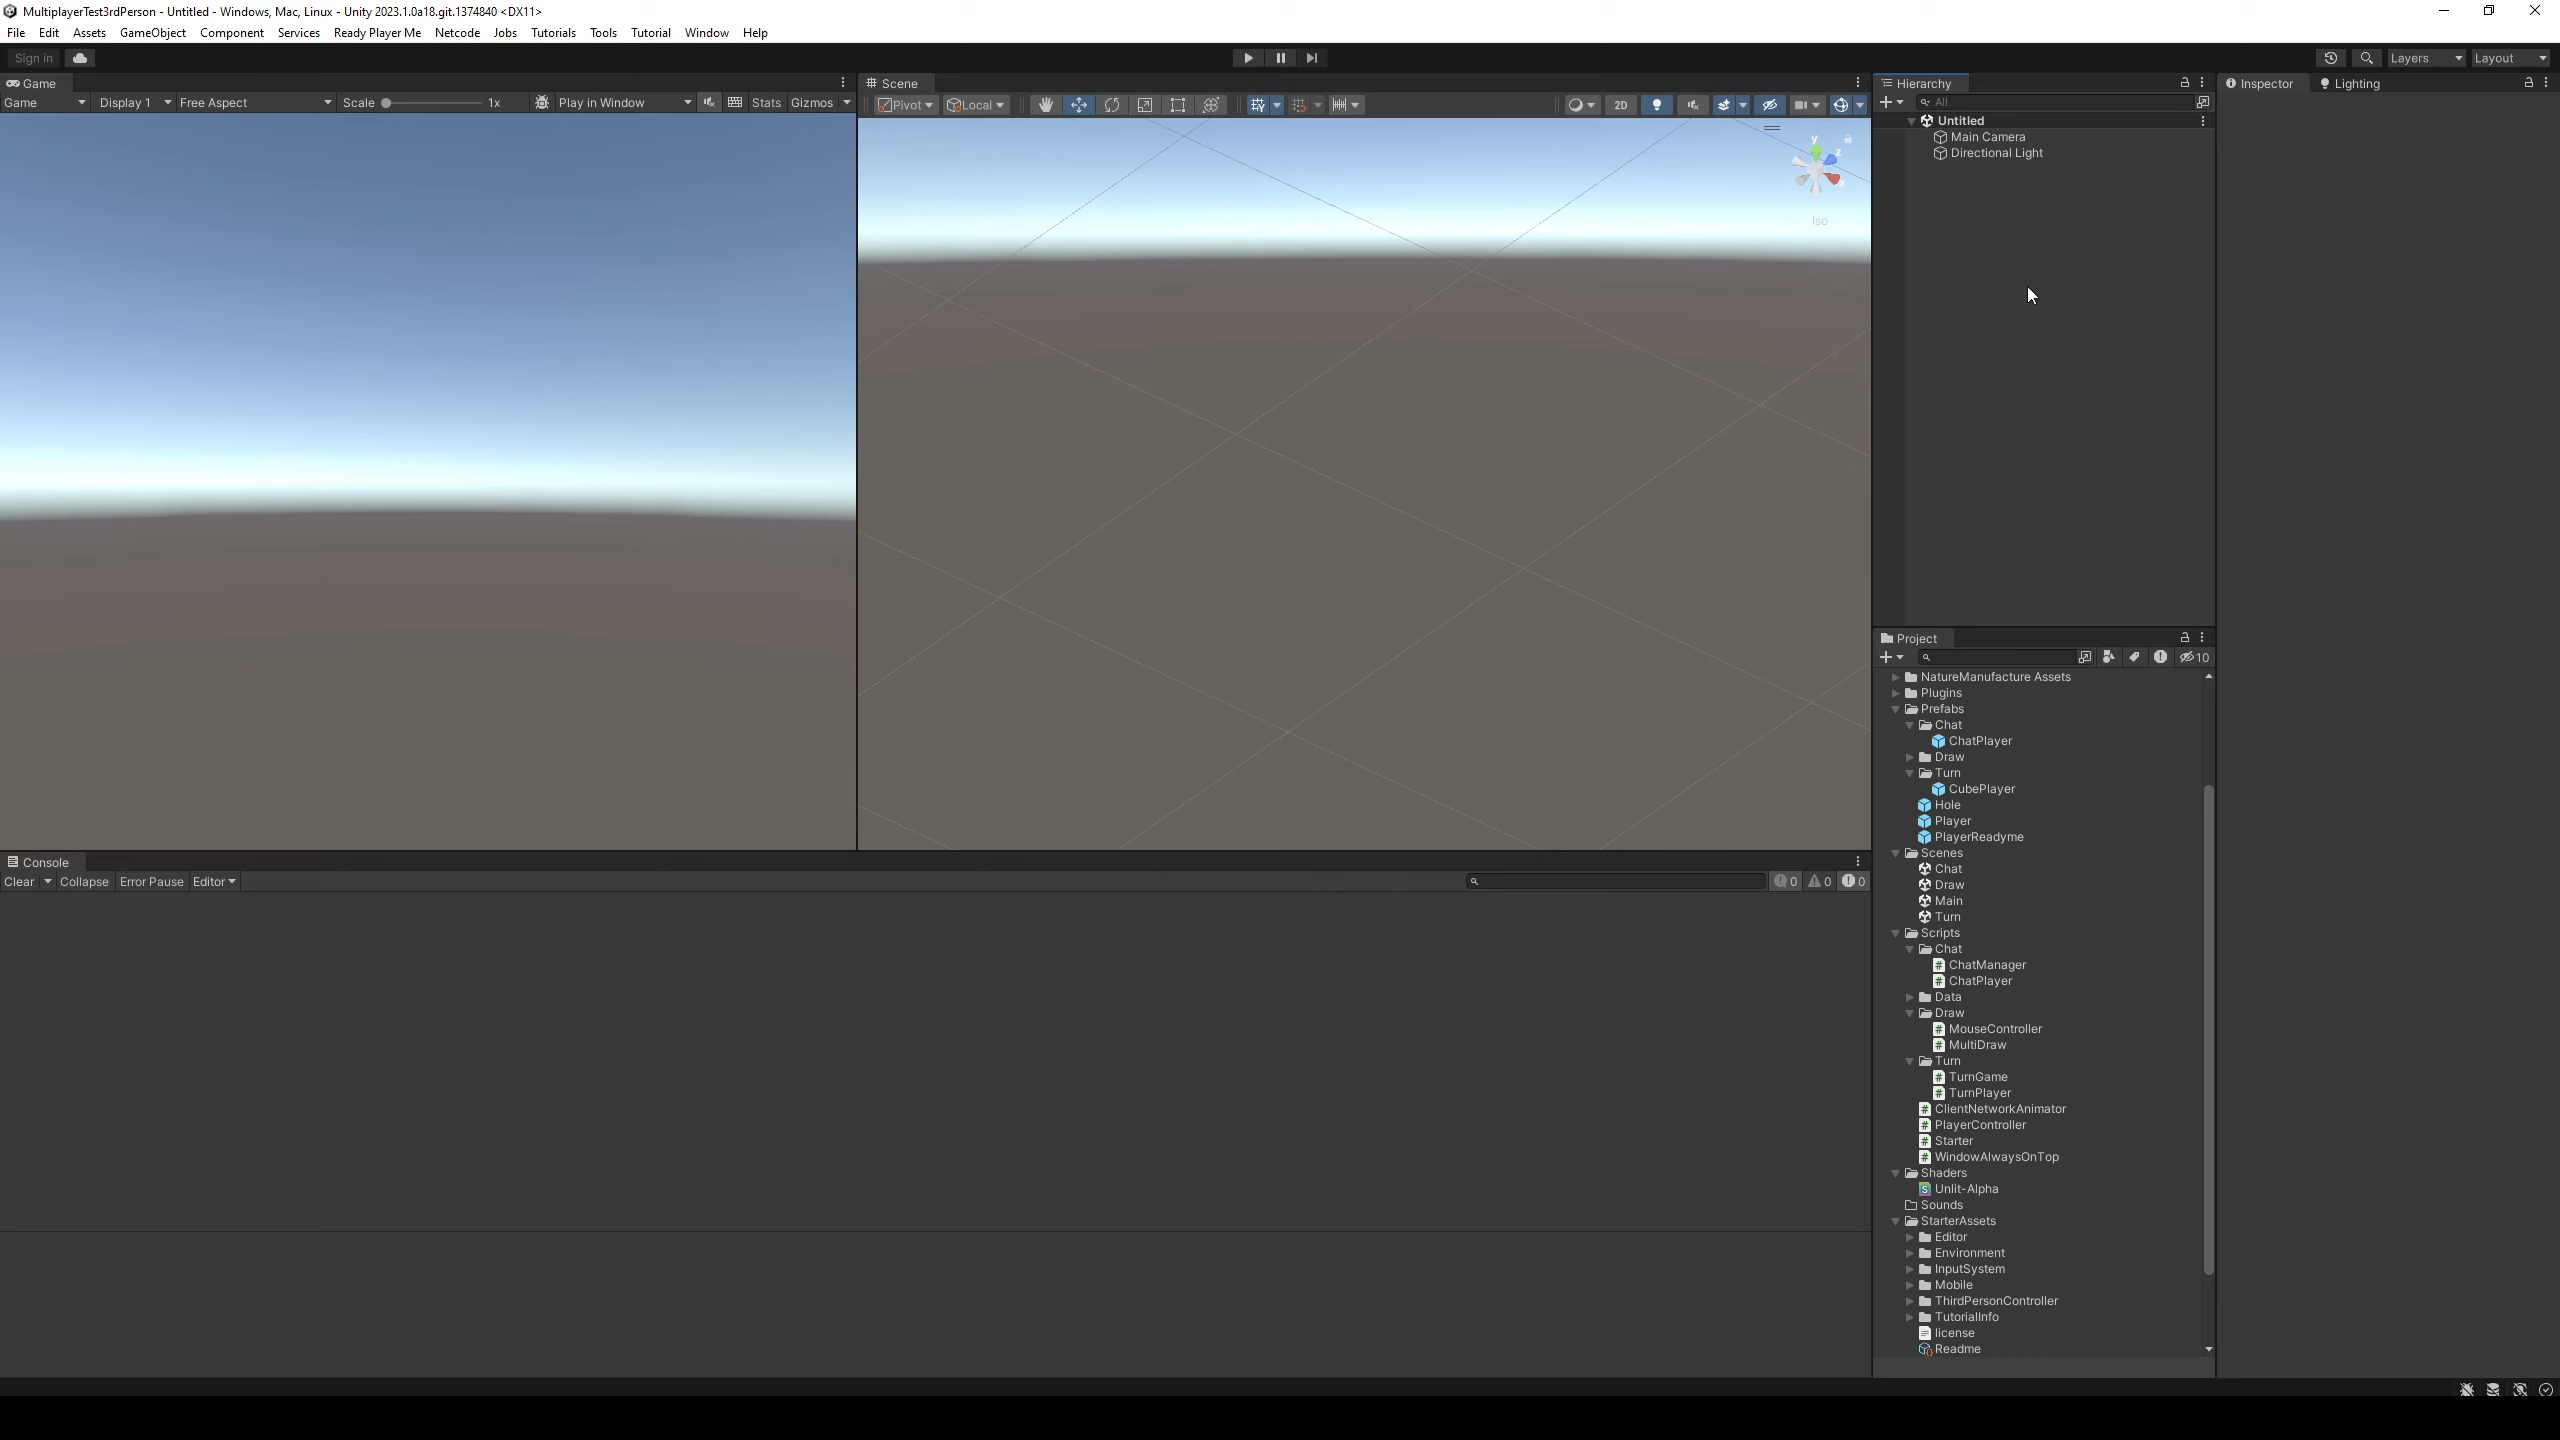 MultiplayerTest3rdPerson - Untitled - Windows, Mac, Linux - Unity 2023.1.0a18.git.1374840 <DX11>
File Edit Assets GameObject Component Services Ready Player Me Netcode Jobs Tutorials Tools Tutorial Window Help
Sign in
Layers
Layout
Game
Game
Display 1
Free Aspect
Scale
1x
Play in Window
Stats
Gizmos
Scene
Pivot
Local
2D
y
z
x
Iso
Hierarchy
All
Untitled
Main Camera
Directional Light
Inspector
Lighting
Project
10
NatureManufacture Assets
Plugins
Prefabs
Chat
ChatPlayer
Draw
Turn
CubePlayer
Hole
Player
PlayerReadyme
Scenes
Chat
Draw
Main
Turn
Scripts
Chat
ChatManager
ChatPlayer
Data
Draw
MouseController
MultiDraw
Turn
TurnGame
TurnPlayer
ClientNetworkAnimator
PlayerController
Starter
WindowAlwaysOnTop
Shaders
Unlit-Alpha
Sounds
StarterAssets
Editor
Environment
InputSystem
Mobile
ThirdPersonController
TutorialInfo
license
Readme
Console
Clear
Collapse
Error Pause
Editor
0
0
0